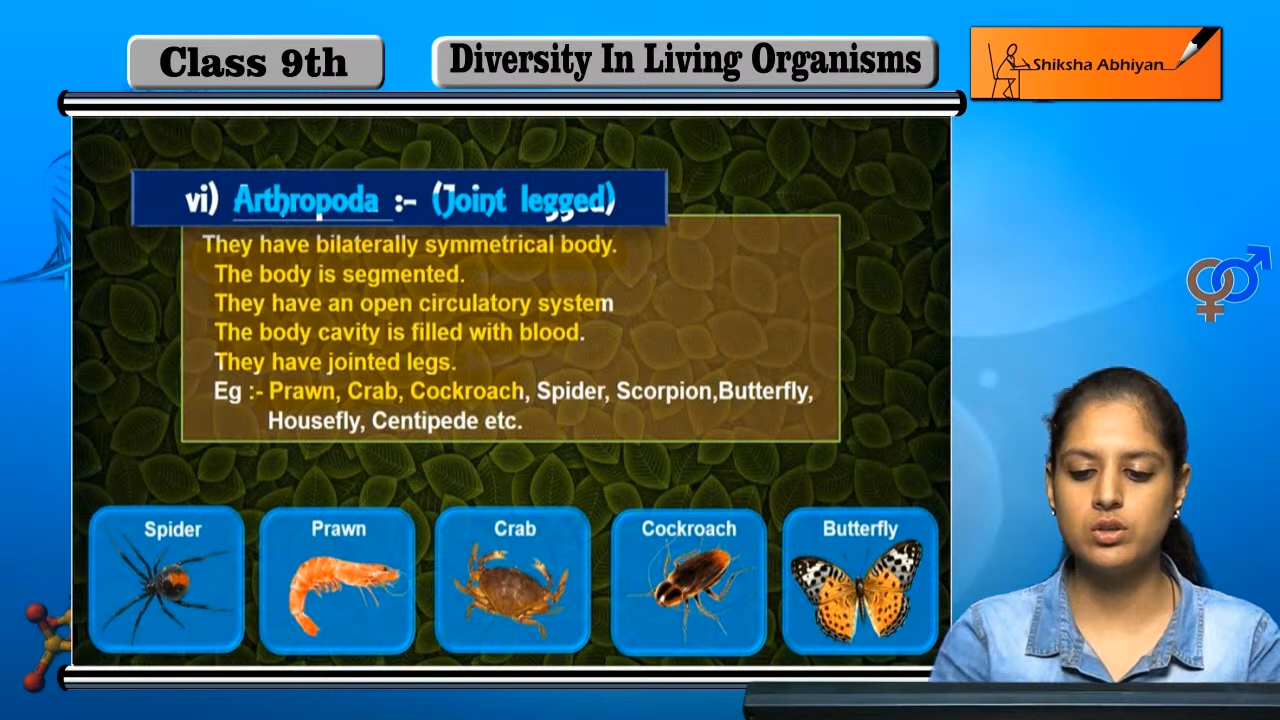 Class 9th
Diversity In Living Organisms
Shiksha Abhiyan
vi) Arthropoda :- (Joint legged)
They have bilaterally symmetrical body.
The body is segmented.
They have an open circulatory system
The body cavity is filled with blood.
They have jointed legs.
Eg :- Prawn, Crab, Cockroach, Spider, Scorpion,Butterfly,
Housefly, Centipede etc.
Spider
Prawn
Crab
Cockroach
Butterfly